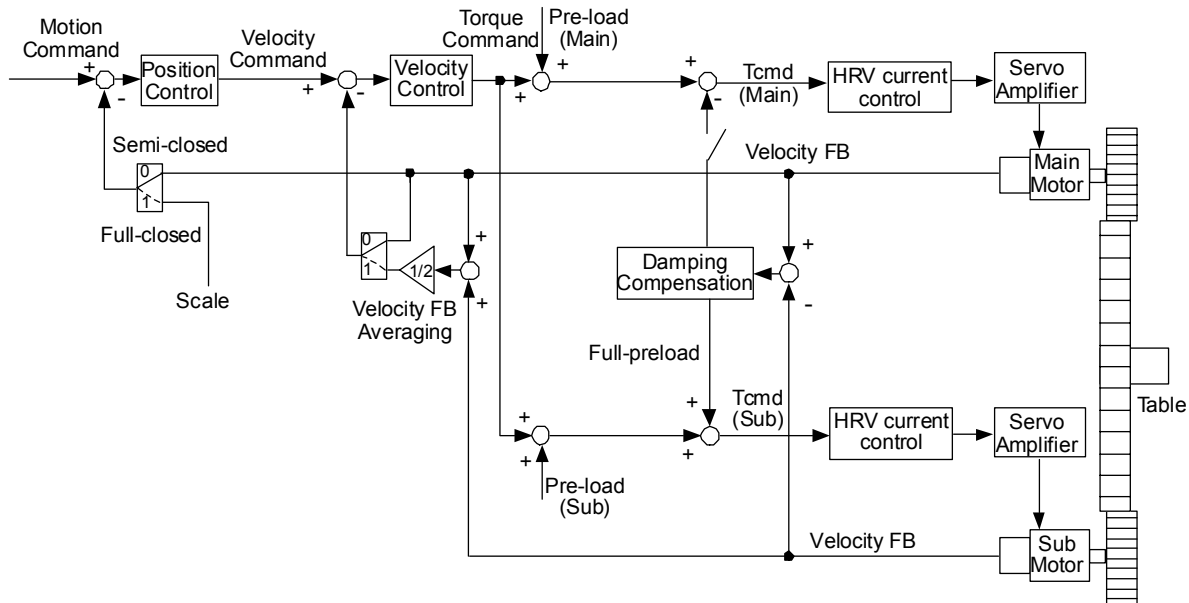 Motion
Command
+
-
Position
Control
Velocity
Command
+
-
Velocity
Control
Torque
Command
+
Pre-load
(Main)
+
+
-
Tcmd
(Main)
HRV current
control
Servo
Amplifier
Main
Motor
Velocity FB
Semi-closed
0
1
Full-closed
Scale
0
1
1/2
+
+
Velocity FB
Averaging
Damping
Compensation
+
-
Full-preload
+
+
Pre-load
(Sub)
+
+
Tcmd
(Sub)
HRV current
control
Servo
Amplifier
Table
Velocity FB
Sub
Motor